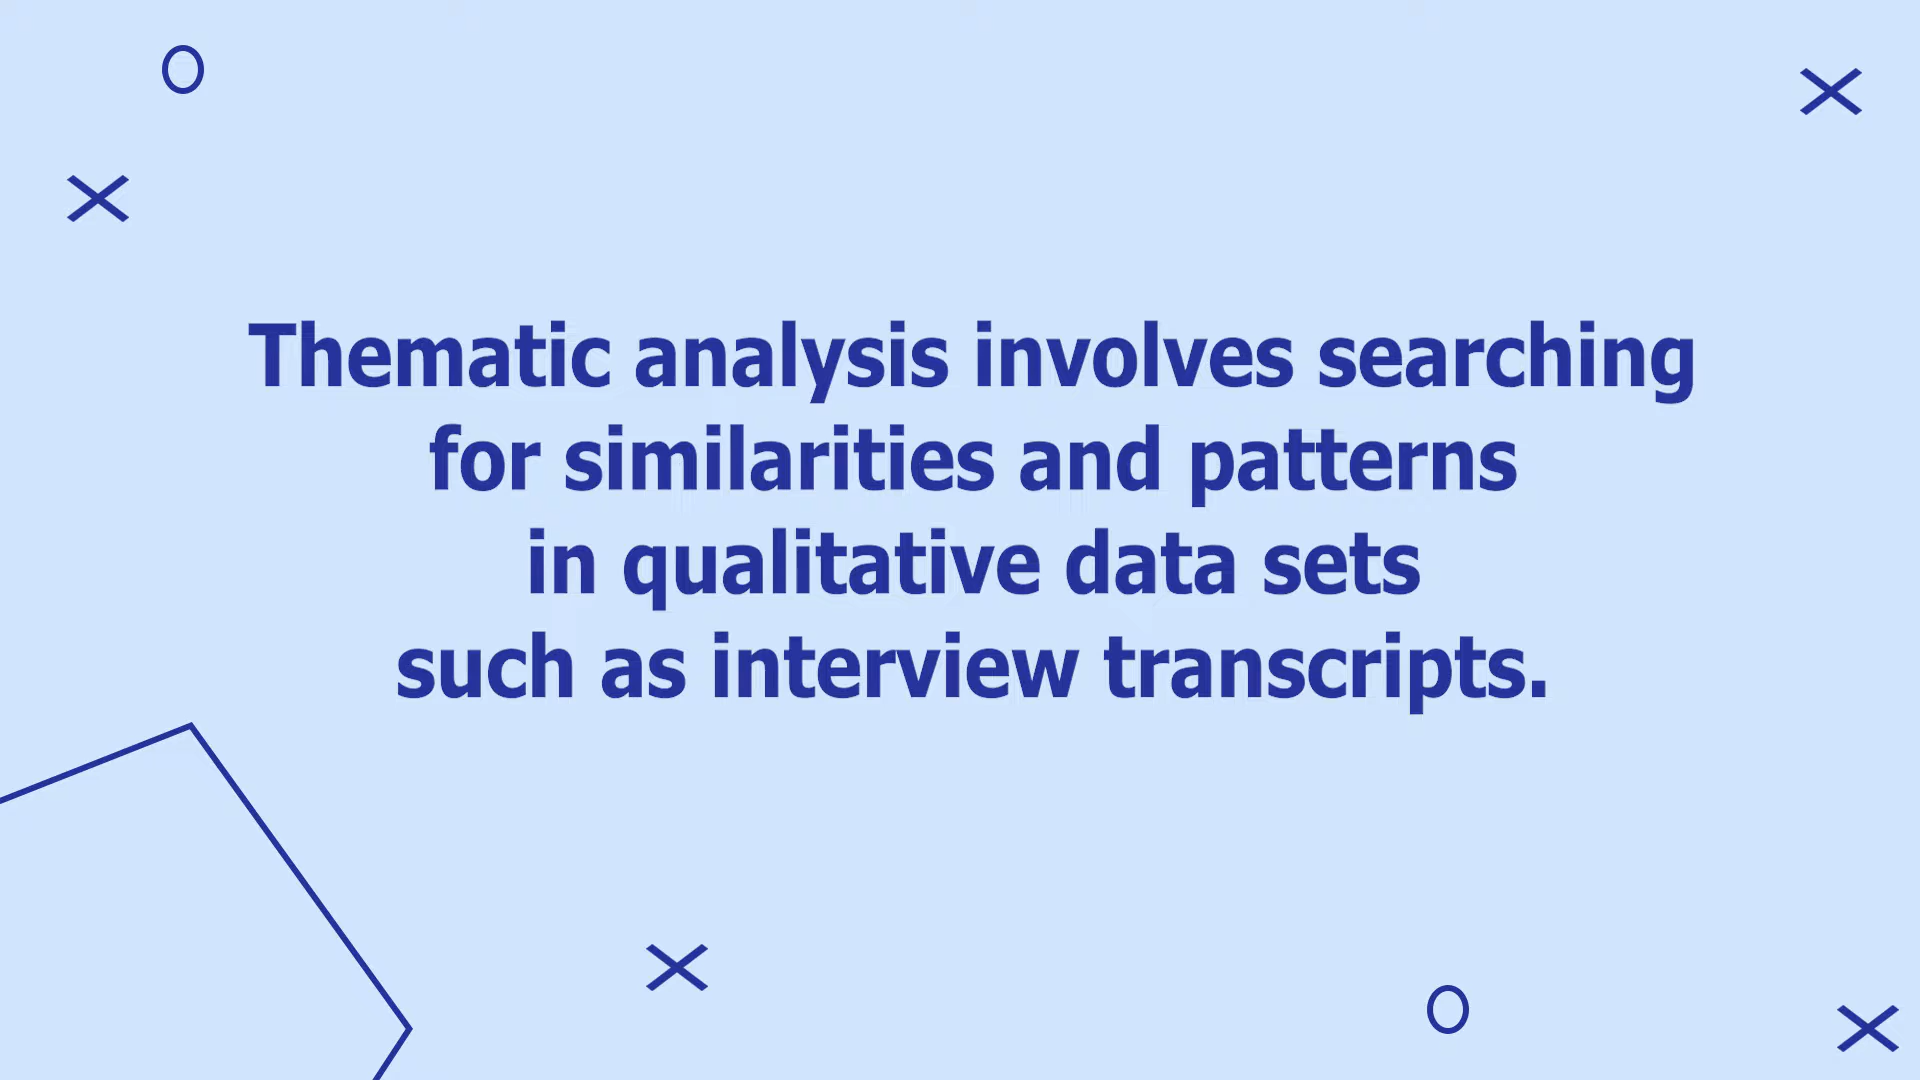 Thematic analysis involves searching
for similarities and patterns
in qualitative data sets
such as interview transcripts.